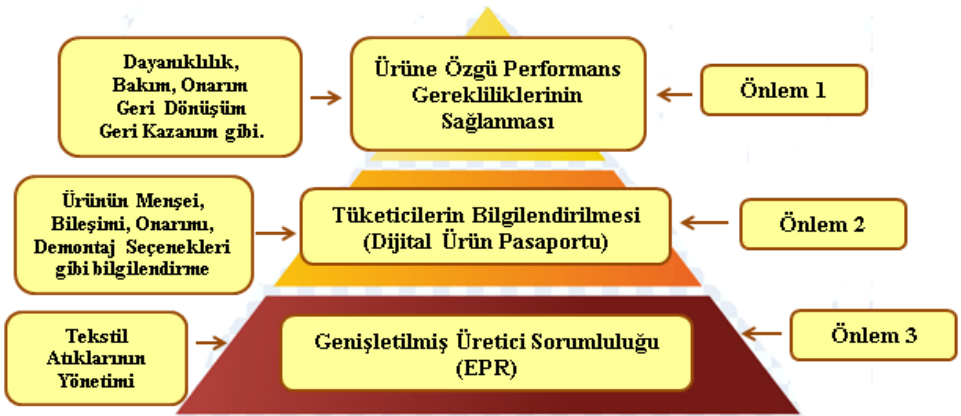 Dayanıklılık,
Bakım, Onarım
Geri Dönüşüm
Geri Kazanım gibi.
Ürüne Özgü Performans
Gerekliliklerinin
Sağlanması
Önlem 1
Ürünün Menşei,
Bileşimi, Onarımı,
Demontaj Seçenekleri
gibi bilgilendirme
Tüketicilerin Bilgilendirilmesi
(Dijital Ürün Pasaportu)
Önlem 2
Tekstil
Atıklarının
Yönetimi
Genişletilmiş Üretici Sorumluluğu
(EPR)
Önlem 3